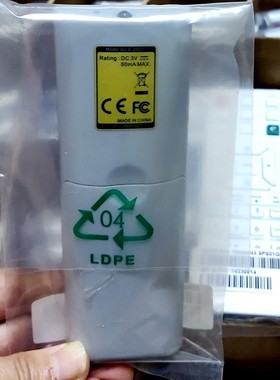 Rating : DC 3V
80mA MAX.
CE FC
MADE IN CHINA
04
LDPE